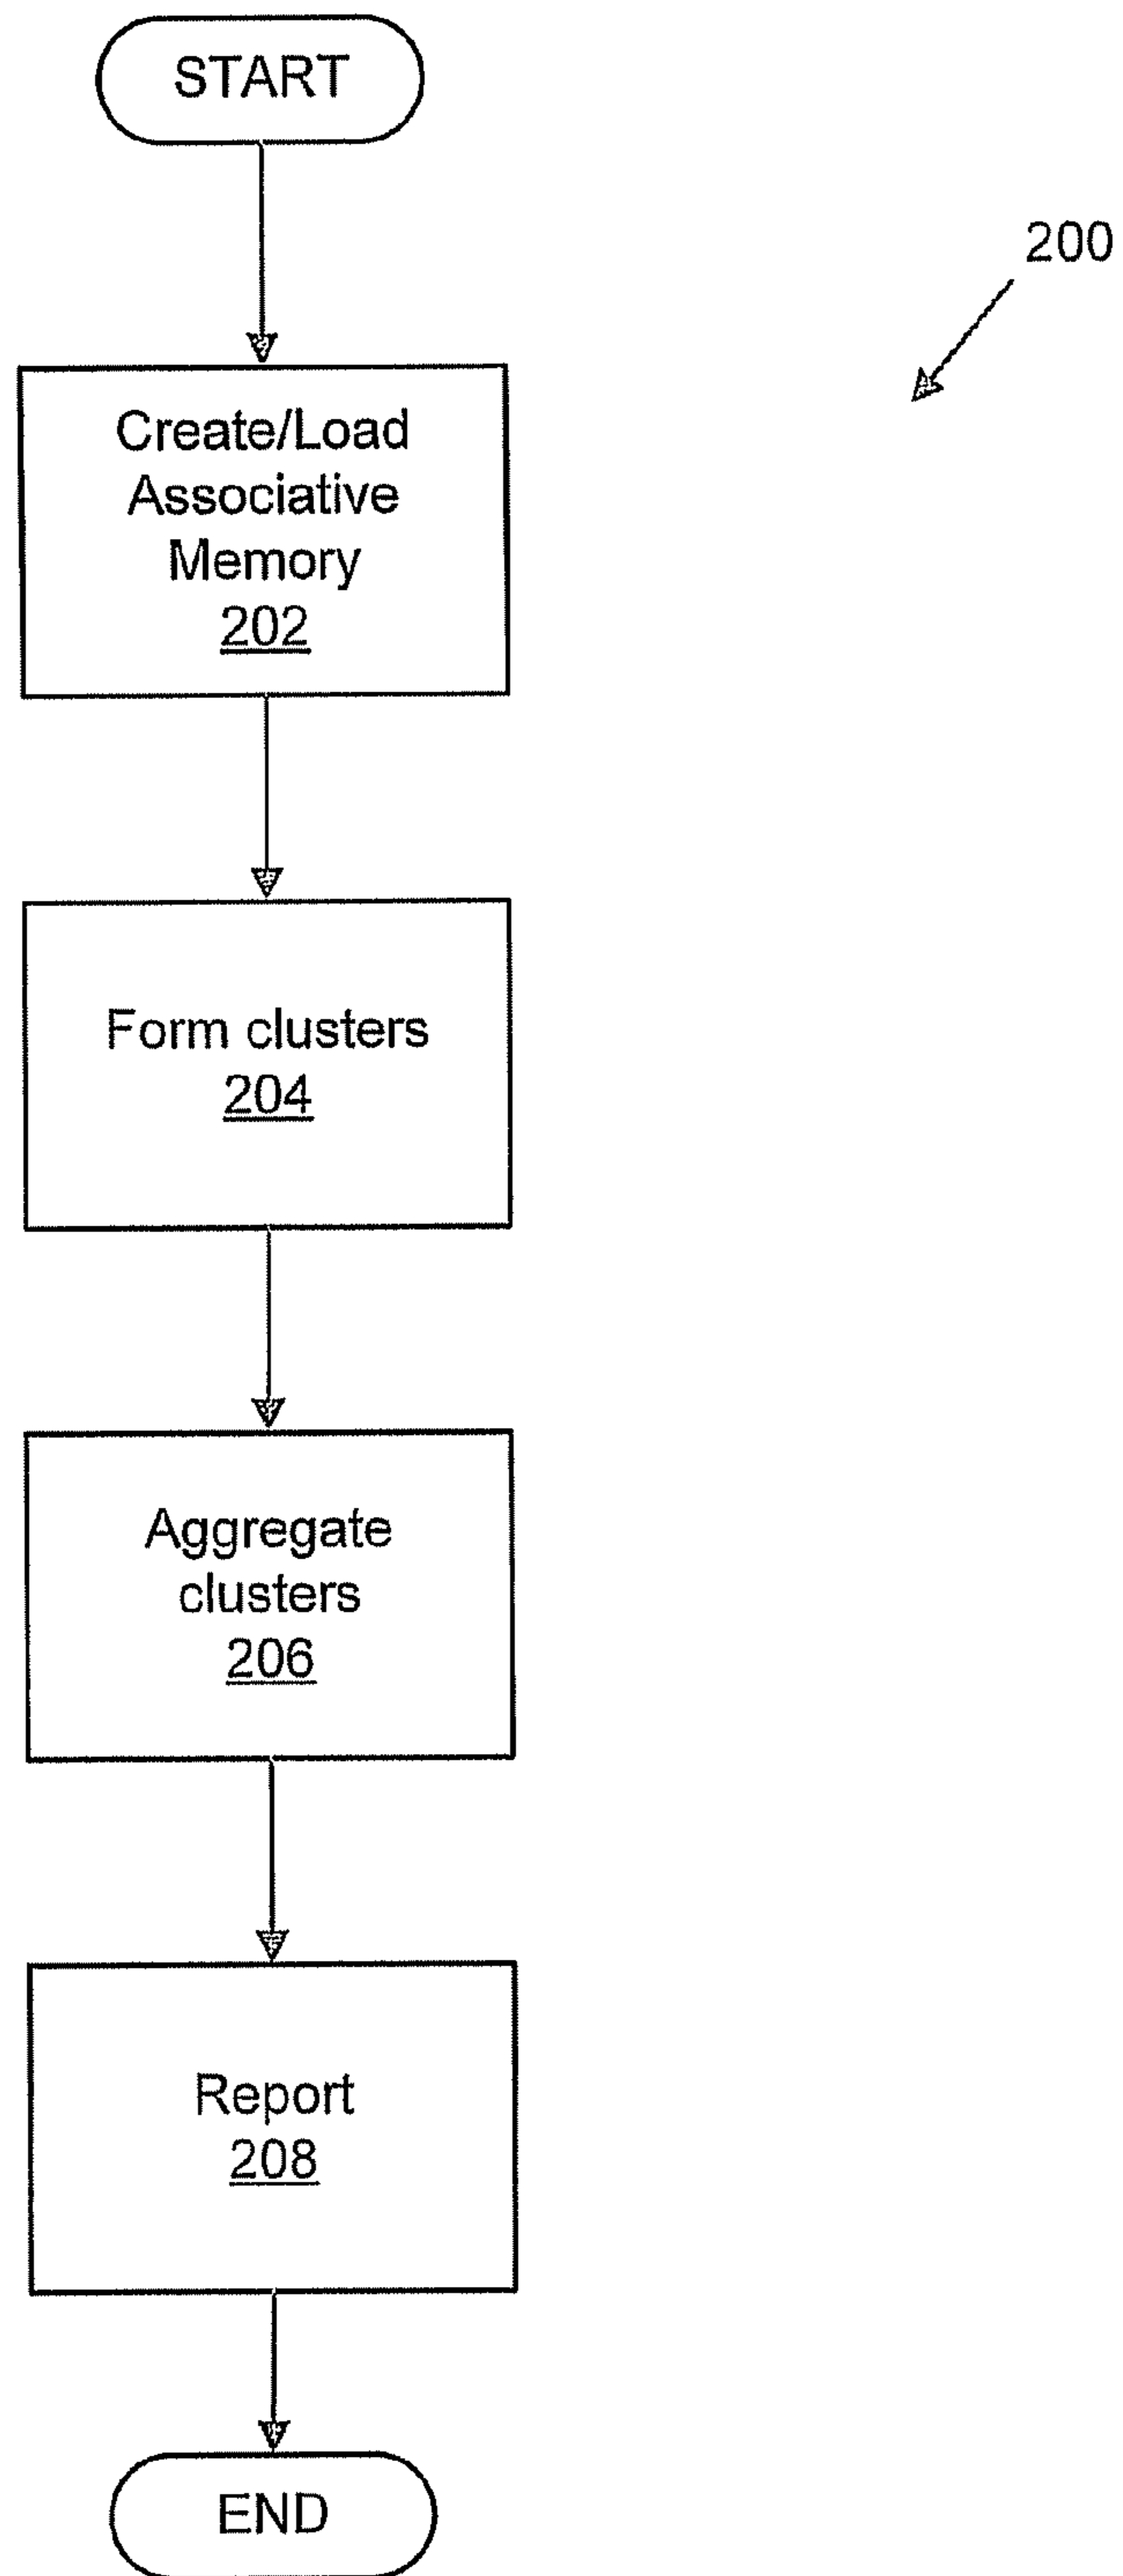 START
200
Create/Load
Associative
Memory
202
Form clusters
204
Aggregate
clusters
206
Report
208
END